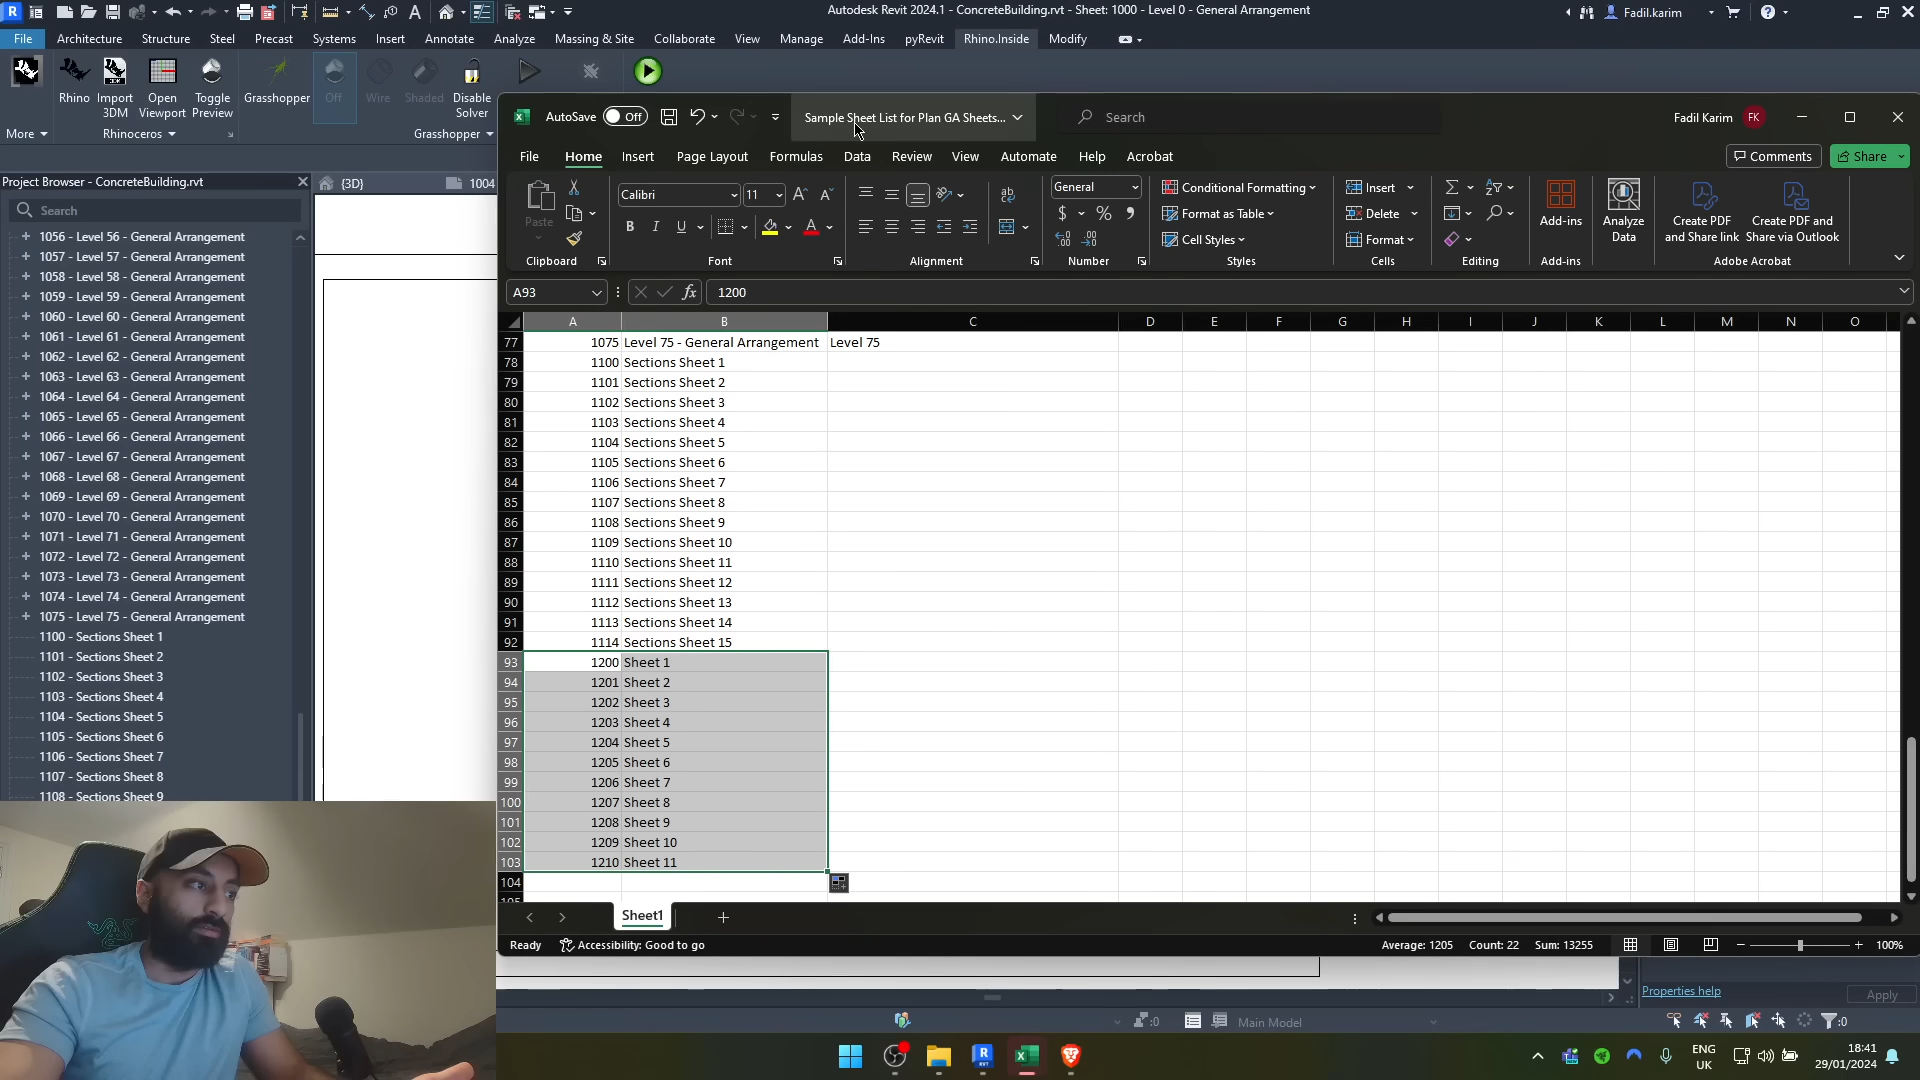 Autodesk Revit 2024.1 - ConcreteBuilding.rvt - Sheet: 1000 - Level 0 - General Arrangement
Fadil.karim
File Architecture Structure Steel Precast Systems Insert Annotate Analyze Massing & Site Collaborate View Manage Add-Ins pyRevit Rhino.Inside Modify
Rhino Import 3DM Open Viewport Toggle Preview Grasshopper Off Wire Shaded Disable Solver
More Rhinoceros Grasshopper
AutoSave Off Sample Sheet List for Plan GA Sheets... Search Fadil Karim FK
File Home Insert Page Layout Formulas Data Review View Automate Help Acrobat Comments Share
Project Browser - ConcreteBuilding.rvt
{3D} 1004
Search
Paste Calibri 11 General Conditional Formatting Insert
Format as Table Delete
Cell Styles Format
Add-ins Analyze Data Create PDF and Share link Create PDF and Share via Outlook
Clipboard Font Alignment Number Styles Cells Editing Add-ins Adobe Acrobat
A93 fx 1200
A B C D E F G H I J K L M N O
1056 - Level 56 - General Arrangement
1057 - Level 57 - General Arrangement
1058 - Level 58 - General Arrangement
1059 - Level 59 - General Arrangement
1060 - Level 60 - General Arrangement
1061 - Level 61 - General Arrangement
1062 - Level 62 - General Arrangement
1063 - Level 63 - General Arrangement
1064 - Level 64 - General Arrangement
1065 - Level 65 - General Arrangement
1066 - Level 66 - General Arrangement
1067 - Level 67 - General Arrangement
1068 - Level 68 - General Arrangement
1069 - Level 69 - General Arrangement
1070 - Level 70 - General Arrangement
1071 - Level 71 - General Arrangement
1072 - Level 72 - General Arrangement
1073 - Level 73 - General Arrangement
1074 - Level 74 - General Arrangement
1075 - Level 75 - General Arrangement
1100 - Sections Sheet 1
1101 - Sections Sheet 2
1102 - Sections Sheet 3
1103 - Sections Sheet 4
1104 - Sections Sheet 5
1105 - Sections Sheet 6
1106 - Sections Sheet 7
1107 - Sections Sheet 8
1108 - Sections Sheet 9
77 1075 Level 75 - General Arrangement Level 75
78 1100 Sections Sheet 1
79 1101 Sections Sheet 2
80 1102 Sections Sheet 3
81 1103 Sections Sheet 4
82 1104 Sections Sheet 5
83 1105 Sections Sheet 6
84 1106 Sections Sheet 7
85 1107 Sections Sheet 8
86 1108 Sections Sheet 9
87 1109 Sections Sheet 10
88 1110 Sections Sheet 11
89 1111 Sections Sheet 12
90 1112 Sections Sheet 13
91 1113 Sections Sheet 14
92 1114 Sections Sheet 15
93 1200 Sheet 1
94 1201 Sheet 2
95 1202 Sheet 3
96 1203 Sheet 4
97 1204 Sheet 5
98 1205 Sheet 6
99 1206 Sheet 7
100 1207 Sheet 8
101 1208 Sheet 9
102 1209 Sheet 10
103 1210 Sheet 11
104
105
Sheet1
Ready Accessibility: Good to go Average: 1205 Count: 22 Sum: 13255 100%
Properties help Apply
:0 Main Model :0
ENG
UK
18:41
29/01/2024